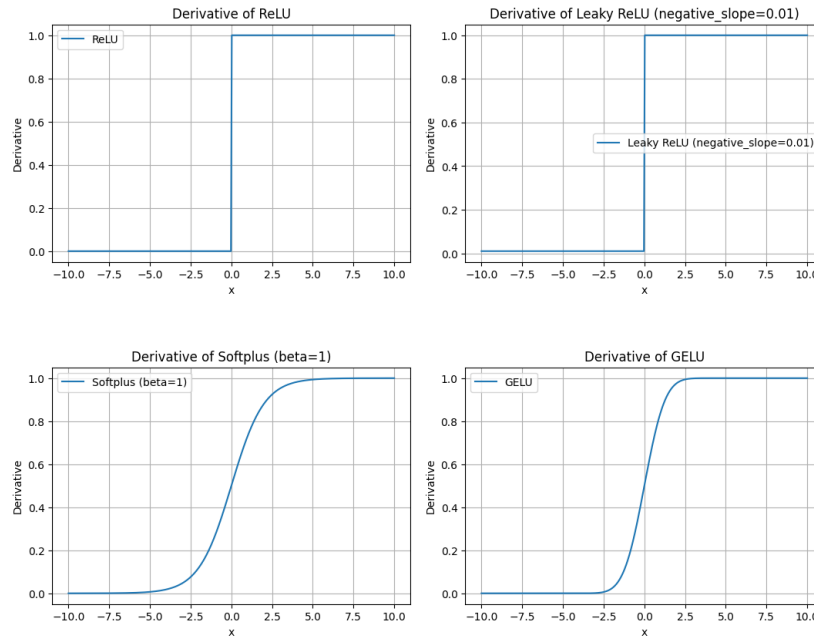 Derivative of ReLU
1.0
0.8
0.6
0.4
0.2
0.0
Derivative
ReLU
−10.0 −7.5 −5.0 −2.5 0.0 2.5 5.0 7.5 10.0
x
Derivative of Leaky ReLU (negative_slope=0.01)
1.0
0.8
0.6
0.4
0.2
0.0
Derivative
Leaky ReLU (negative_slope=0.01)
−10.0 −7.5 −5.0 −2.5 0.0 2.5 5.0 7.5 10.0
x
Derivative of Softplus (beta=1)
1.0
0.8
0.6
0.4
0.2
0.0
Derivative
Softplus (beta=1)
−10.0 −7.5 −5.0 −2.5 0.0 2.5 5.0 7.5 10.0
x
Derivative of GELU
1.0
0.8
0.6
0.4
0.2
0.0
Derivative
GELU
−10.0 −7.5 −5.0 −2.5 0.0 2.5 5.0 7.5 10.0
x